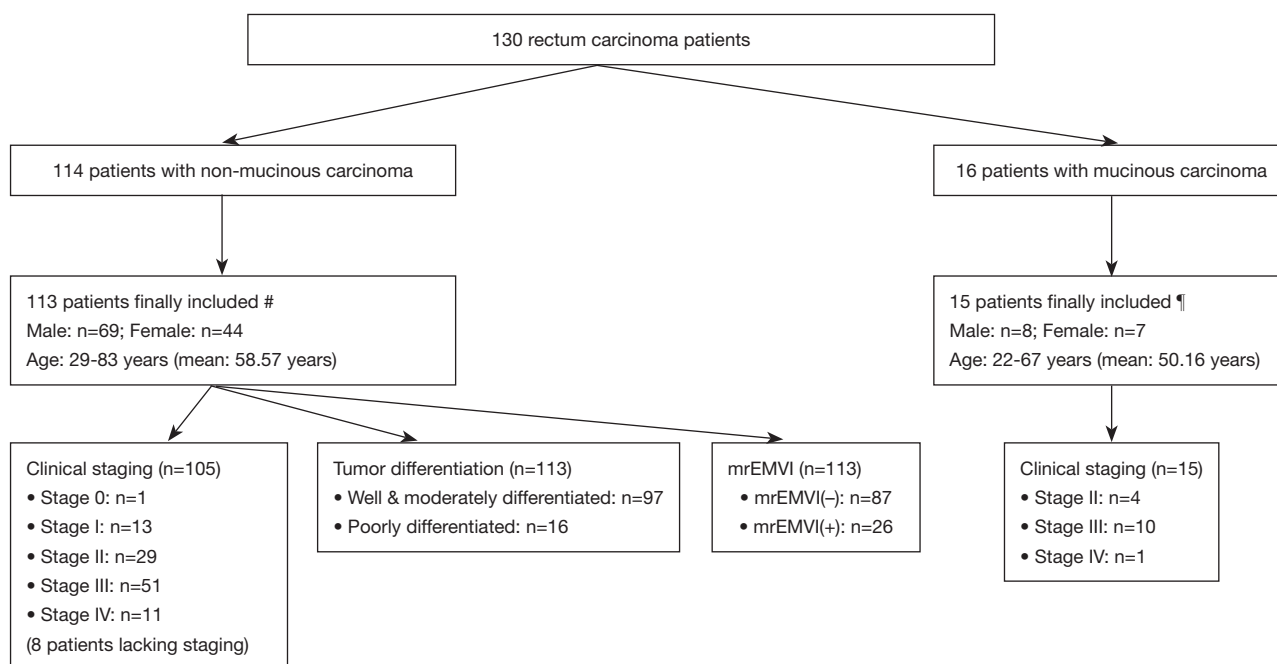 130 rectum carcinoma patients
114 patients with non-mucinous carcinoma
16 patients with mucinous carcinoma
113 patients finally included #
Male: n=69; Female: n=44
Age: 29-83 years (mean: 58.57 years)
15 patients finally included ¶
Male: n=8; Female: n=7
Age: 22-67 years (mean: 50.16 years)
Clinical staging (n=105)
• Stage 0: n=1
• Stage I: n=13
• Stage II: n=29
• Stage III: n=51
• Stage IV: n=11
(8 patients lacking staging)
Tumor differentiation (n=113)
• Well & moderately differentiated: n=97
• Poorly differentiated: n=16
mrEMVI (n=113)
• mrEMVI(–): n=87
• mrEMVI(+): n=26
Clinical staging (n=15)
• Stage II: n=4
• Stage III: n=10
• Stage IV: n=1